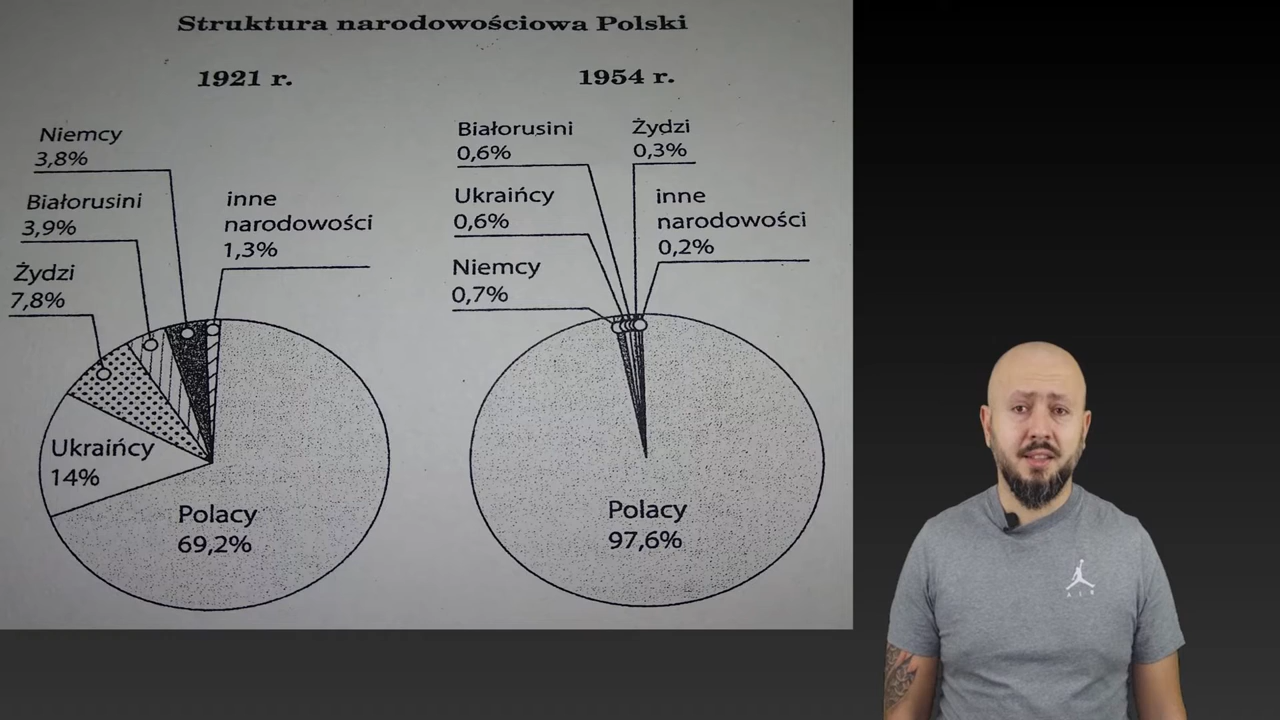 Struktura narodowościowa Polski
1921 r.
Niemcy
3,8%
Białorusini
3,9%
Żydzi
7,8%
inne
narodowości
1,3%
Ukraińcy
14%
Polacy
69,2%
1954 r.
Białorusini
0,6%
Żydzi
0,3%
Ukraińcy
0,6%
inne
narodowości
0,2%
Niemcy
0,7%
Polacy
97,6%
AIR